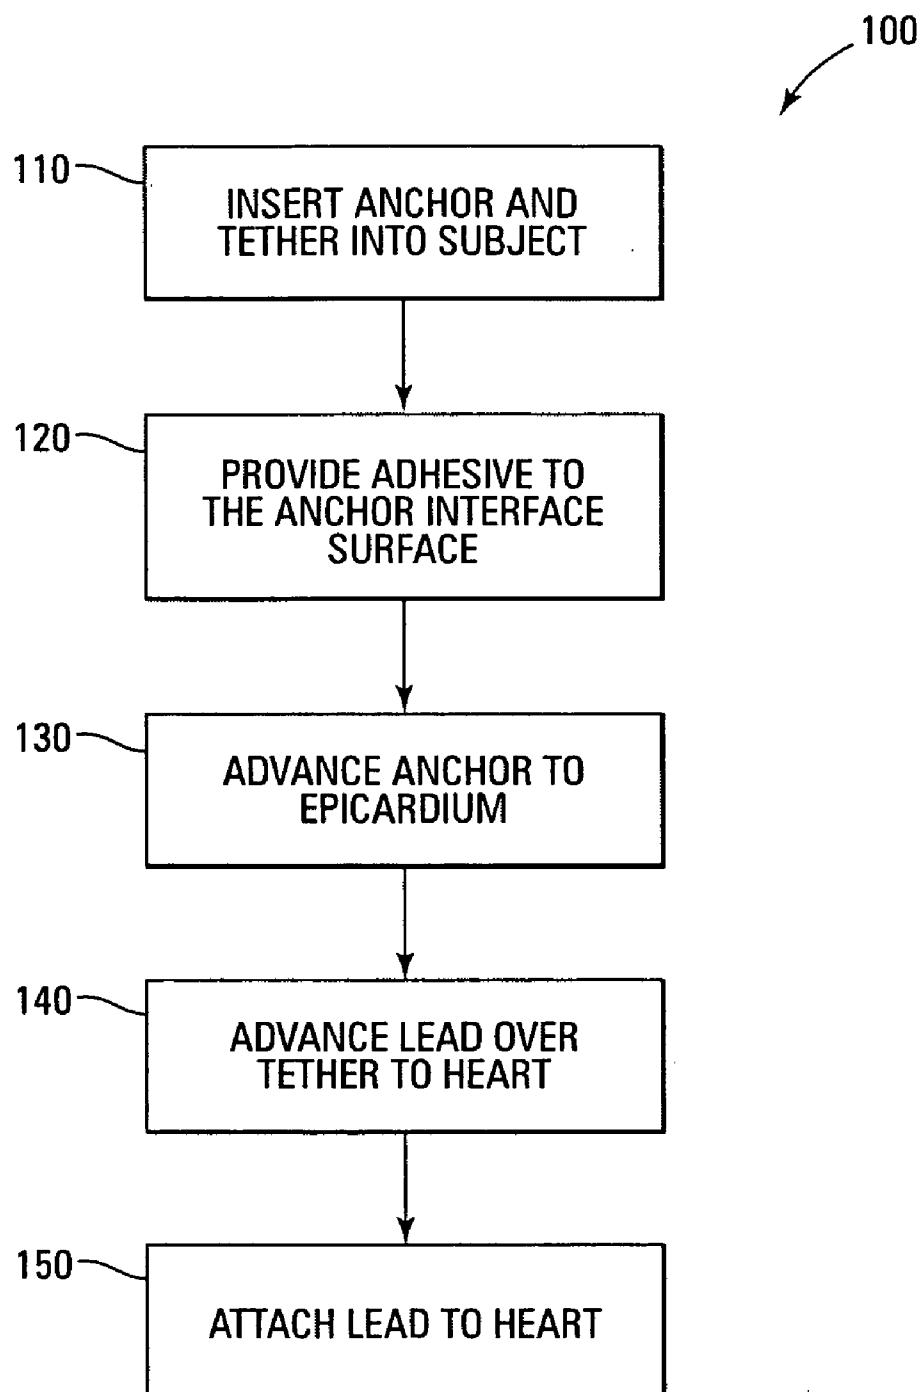 100
110
INSERT ANCHOR AND
TETHER INTO SUBJECT
120
PROVIDE ADHESIVE TO
THE ANCHOR INTERFACE
SURFACE
130
ADVANCE ANCHOR TO
EPICARDIUM
140
ADVANCE LEAD OVER
TETHER TO HEART
150
ATTACH LEAD TO HEART